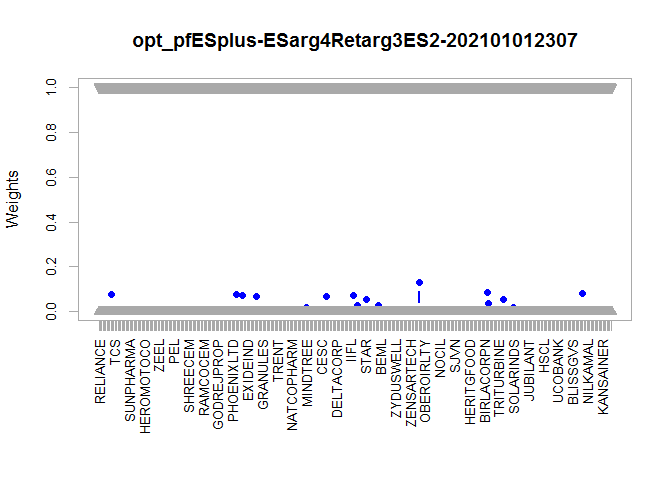 opt_pfESplus-ESarg4Retarg3ES2-202101012307
Weights
1.0
0.8
0.6
0.4
0.2
0.0
RELIANCE
TCS
SUNPHARMA
HEROMOTOCO
ZEEL
PEL
SHREECEM
RAMCOCEM
GODREJPROP
PHOENIXLTD
EXIDEIND
GRANULES
TRENT
NATCOPHARM
MINDTREE
CESC
DELTACORP
IIFL
STAR
BEML
ZYDUSWELL
ZENSARTECH
OBEROIRLTY
NOCIL
SJVN
HERITGFOOD
BIRLACORPN
TRITURBINE
SOLARINDS
JUBILANT
HSCL
UCOBANK
BLISSGVS
NILKAMAL
KANSAINER